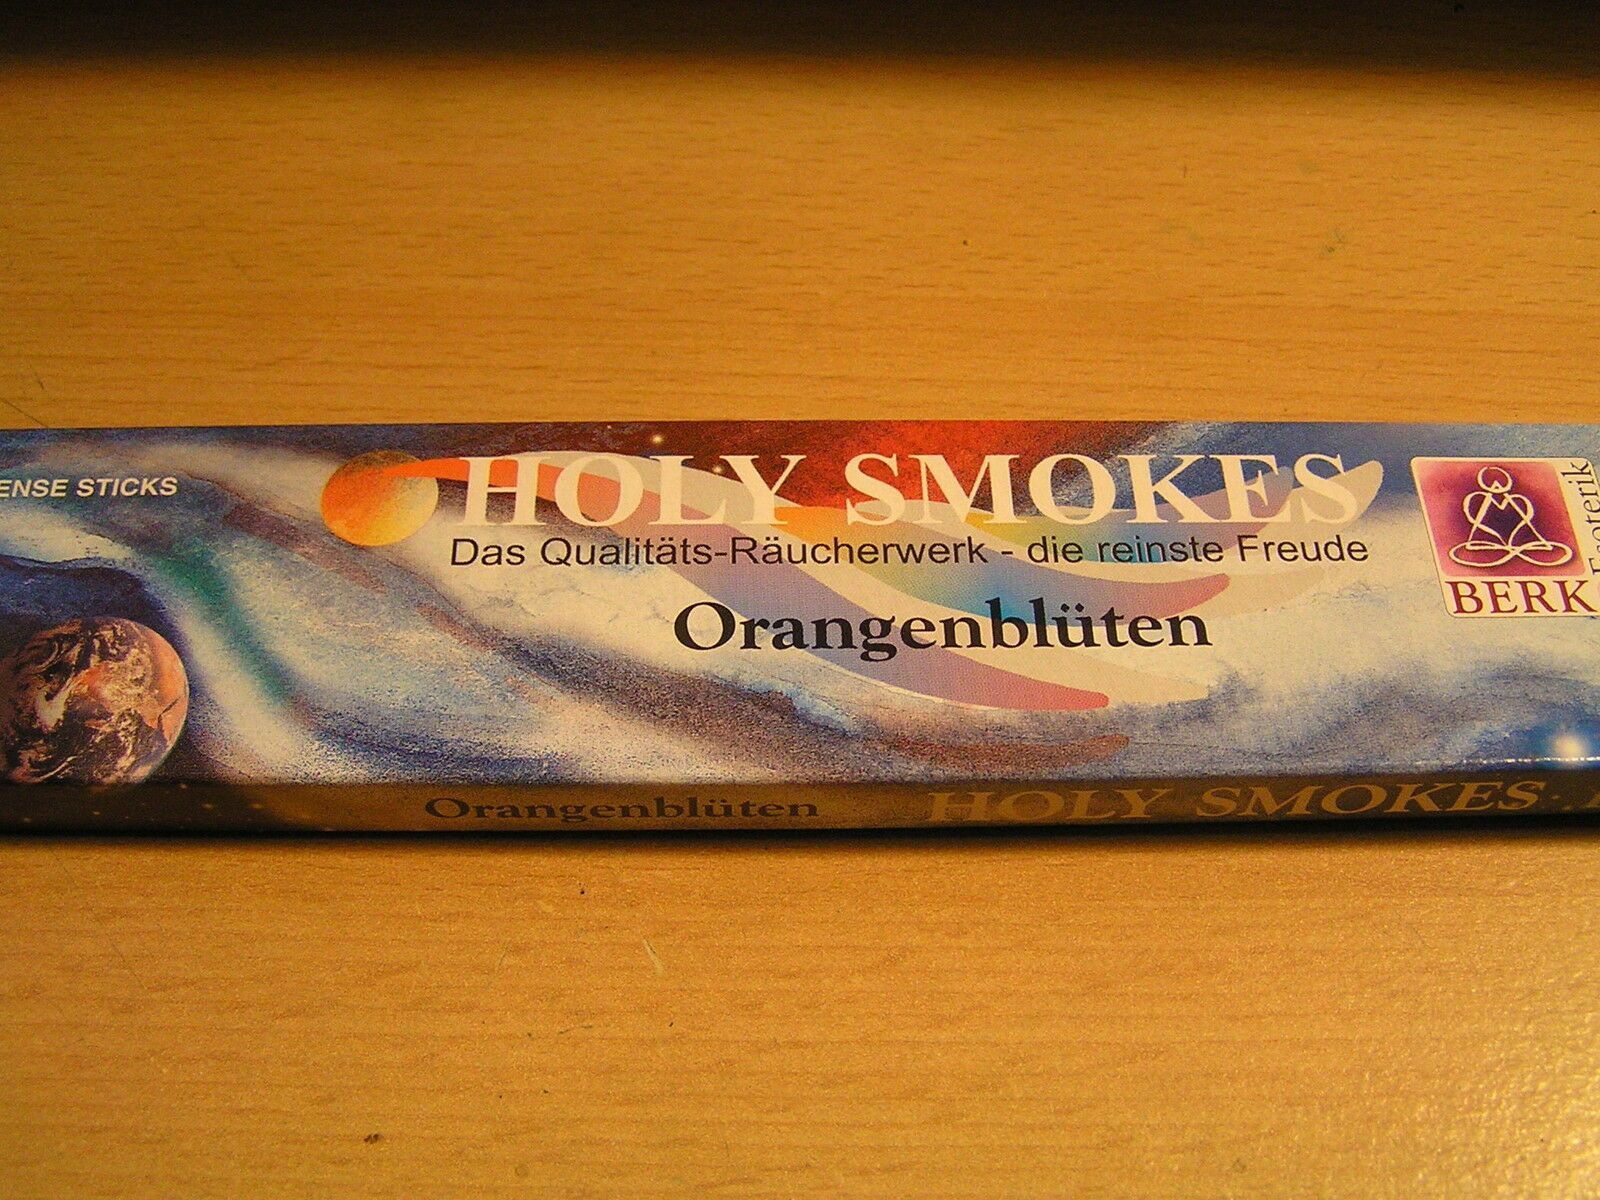 ENSE STICKS
HOLY SMOKES
Das Qualitäts-Räucherwerk - die reinste Freude
Orangenblüten
BERK
Esoterik
Orangenblüten
HOLY SMOKES